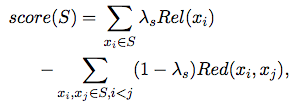 score(S) = ∑_{x_i∈S} λ_s Rel(x_i)
− ∑_{x_i,x_j∈S,i<j} (1 − λ_s)Red(x_i, x_j),